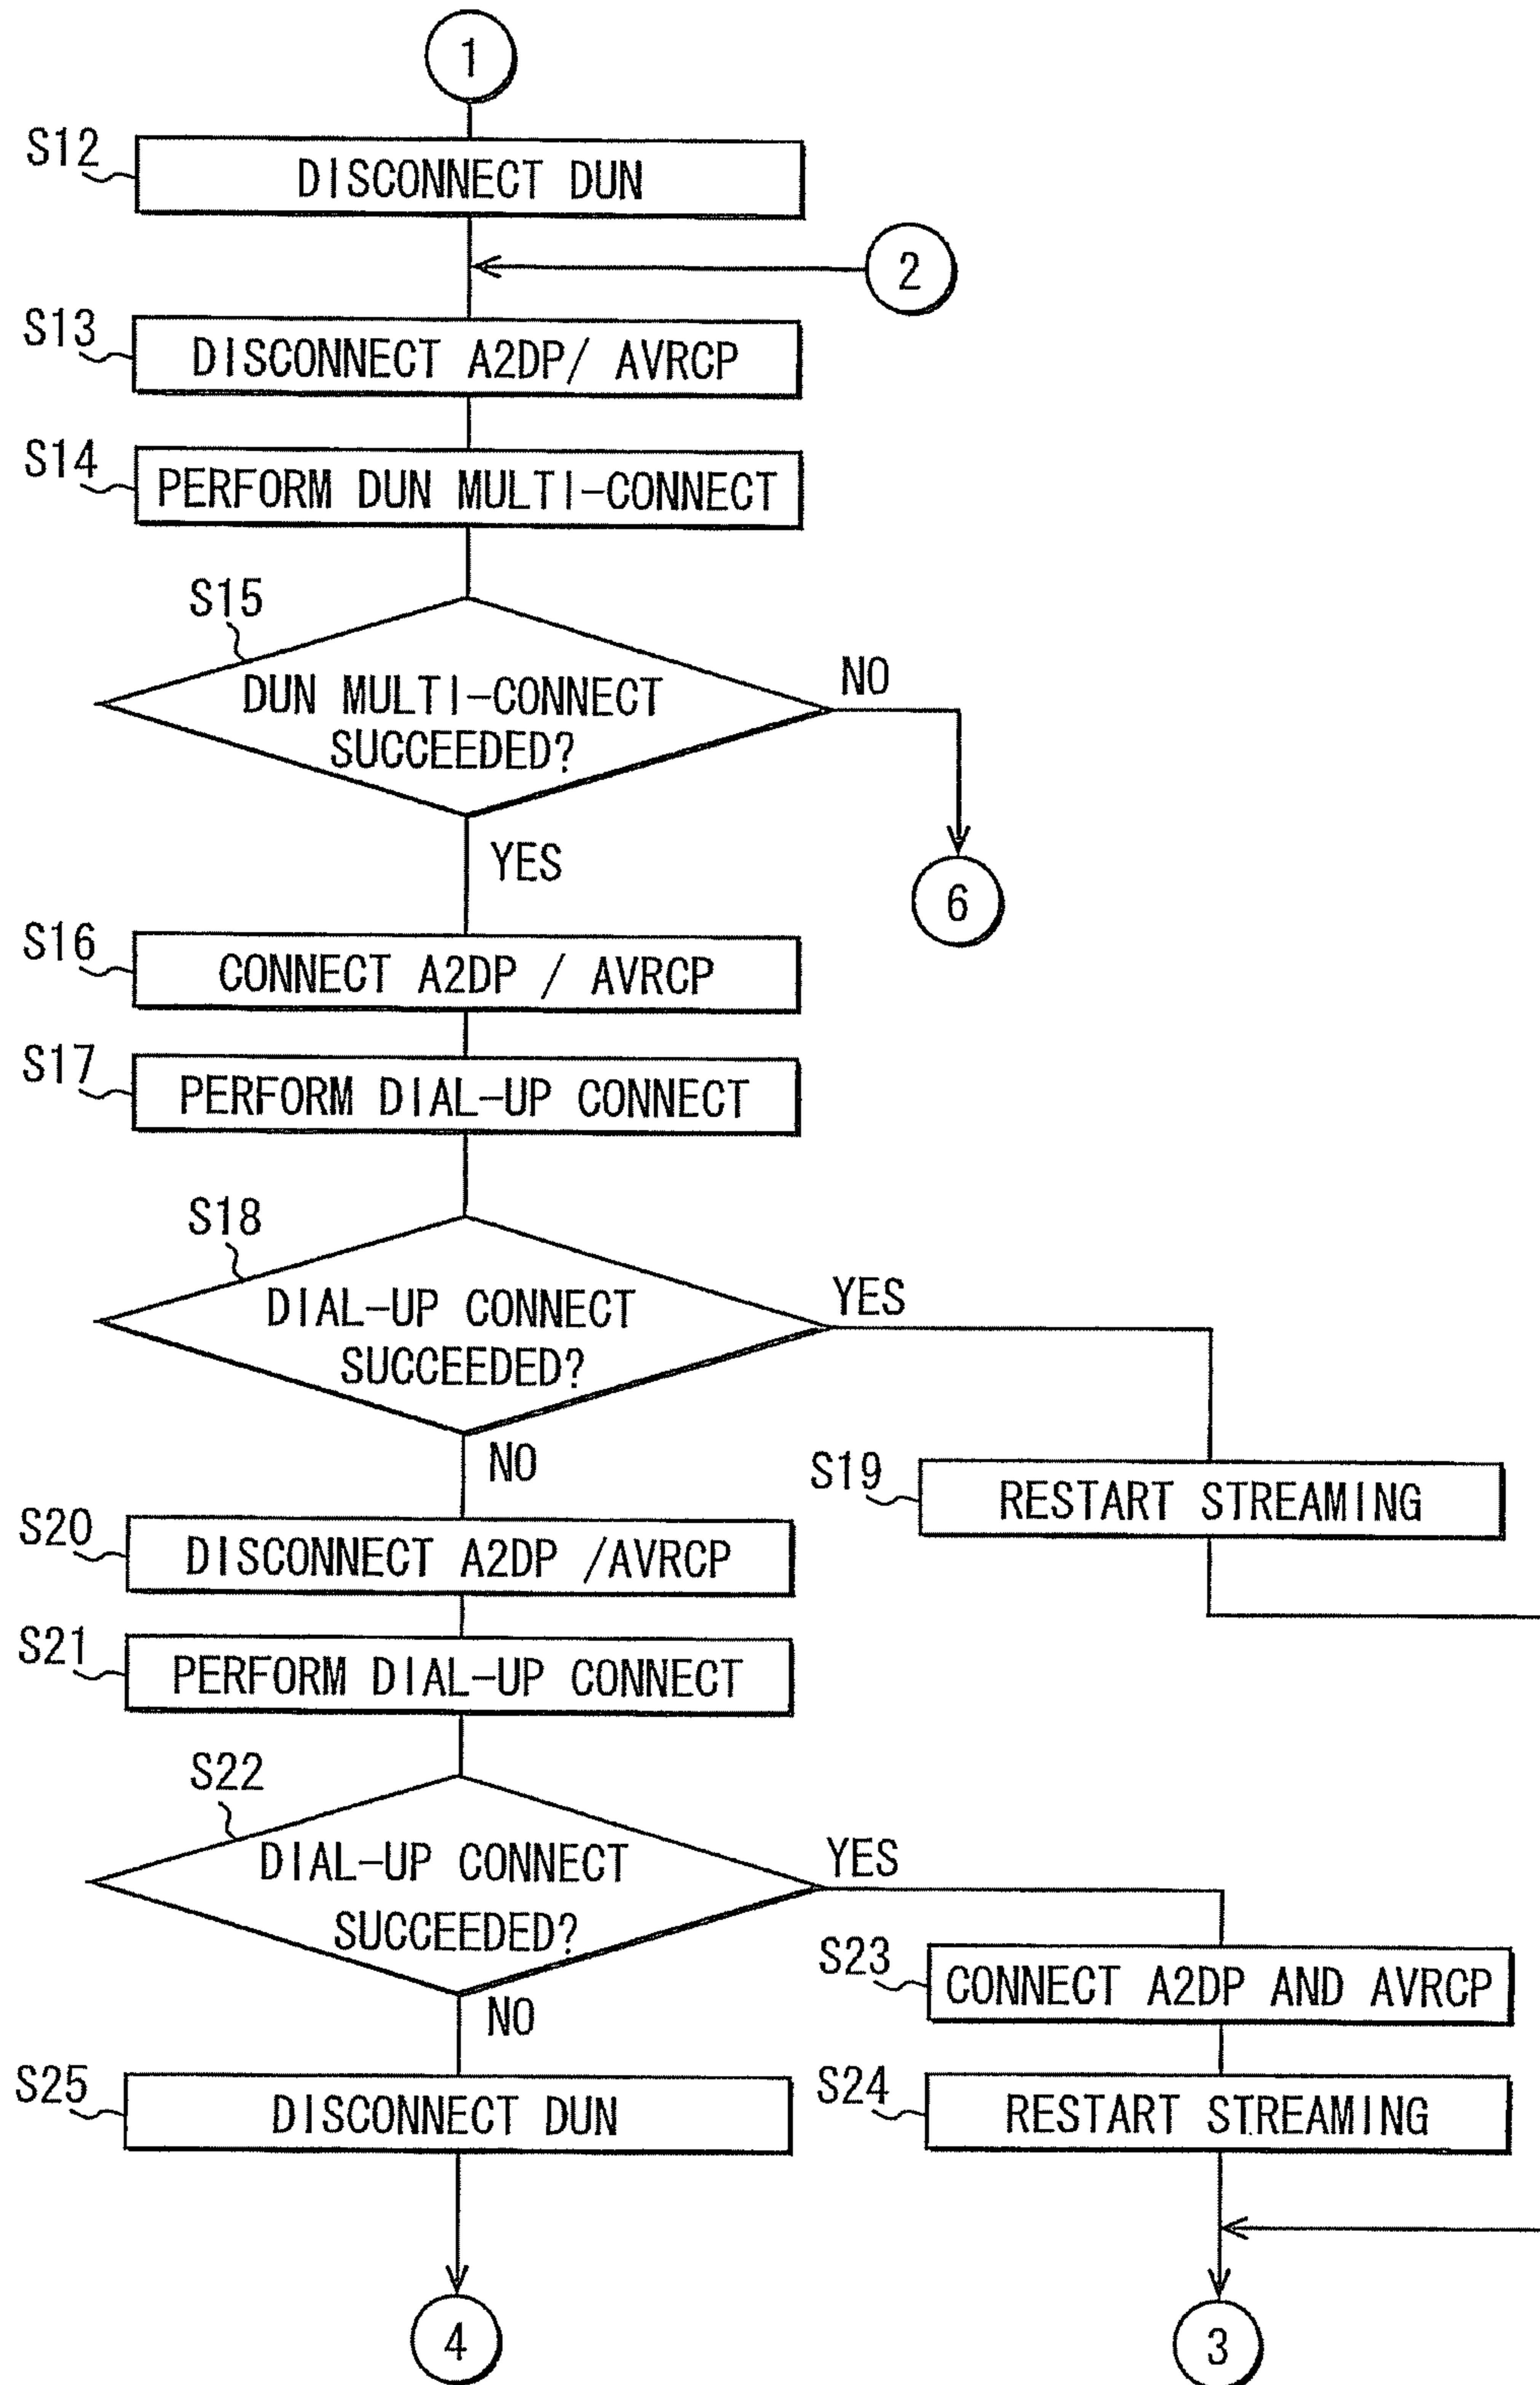 1
S12
DISCONNECT DUN
2
S13
DISCONNECT A2DP/ AVRCP
S14
PERFORM DUN MULTI-CONNECT
S15
DUN MULTI-CONNECT
SUCCEEDED?
NO
YES
6
S16
CONNECT A2DP / AVRCP
S17
PERFORM DIAL-UP CONNECT
S18
DIAL-UP CONNECT
SUCCEEDED?
YES
NO
S19
RESTART STREAMING
S20
DISCONNECT A2DP /AVRCP
S21
PERFORM DIAL-UP CONNECT
S22
DIAL-UP CONNECT
SUCCEEDED?
YES
NO
S23
CONNECT A2DP AND AVRCP
S25
DISCONNECT DUN
S24
RESTART STREAMING
4
3